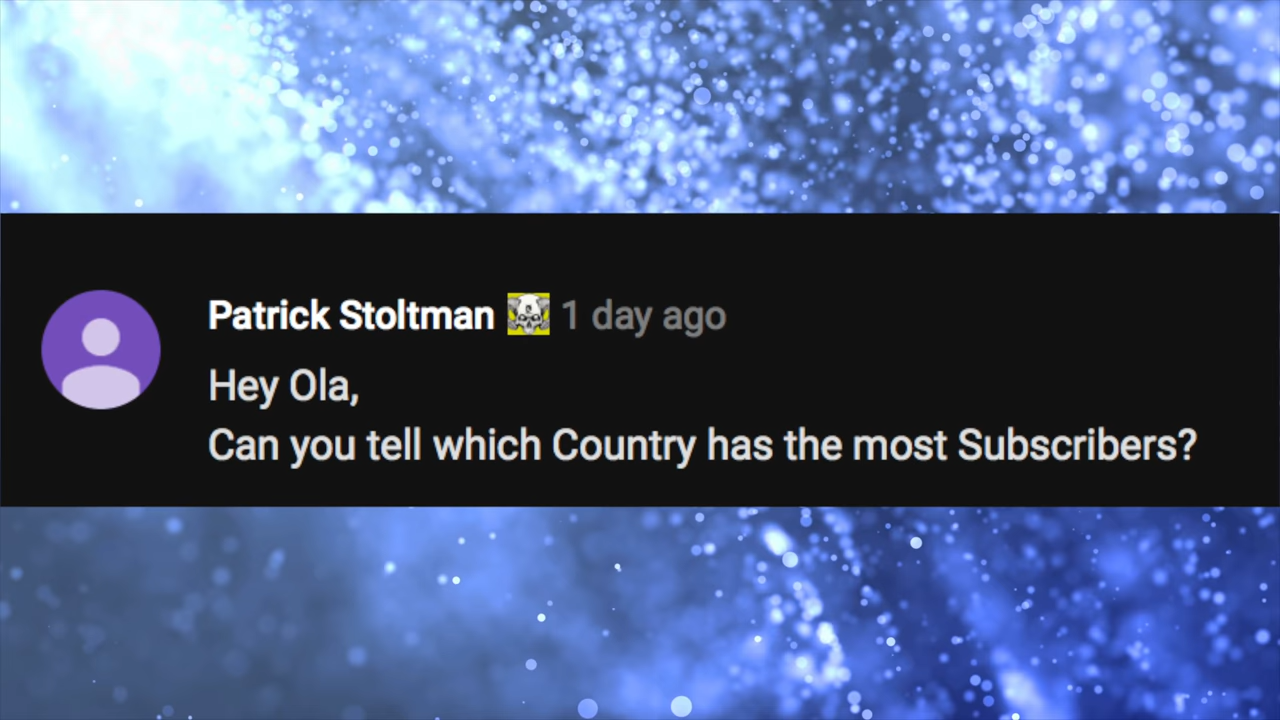 Patrick Stoltman 1 day ago
Hey Ola,
Can you tell which Country has the most Subscribers?